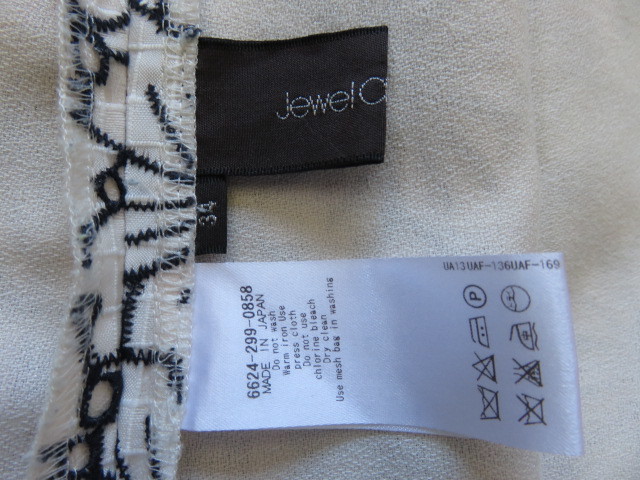 Jewel C
34
UA13UAF-136UAF-169
6624-299-0858
MADE IN JAPAN
Do not wash
Warm iron Use
press cloth
Do not use
chlorine bleach
Dry clean
Use mesh bag in washing
P